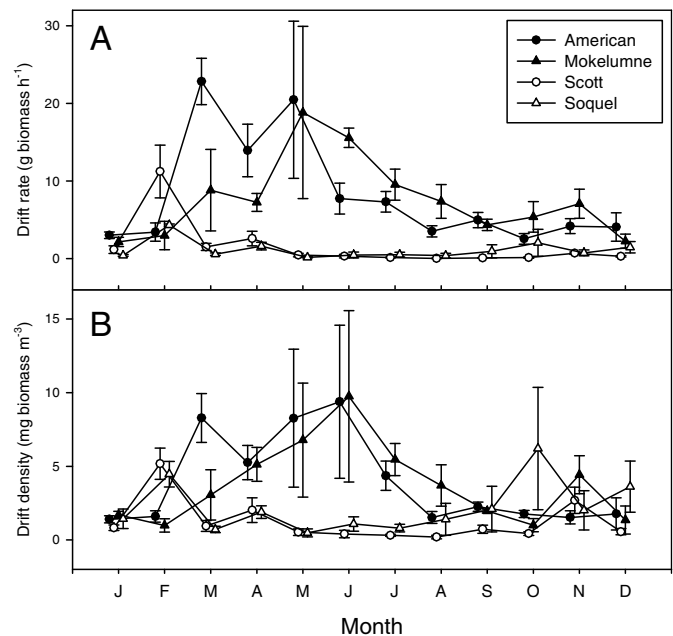 A
American
Mokelumne
Scott
Soquel
30
20
10
0
Drift rate (g biomass h-1)
B
15
10
5
0
Drift density (mg biomass m-3)
J F M A M J J A S O N D
Month